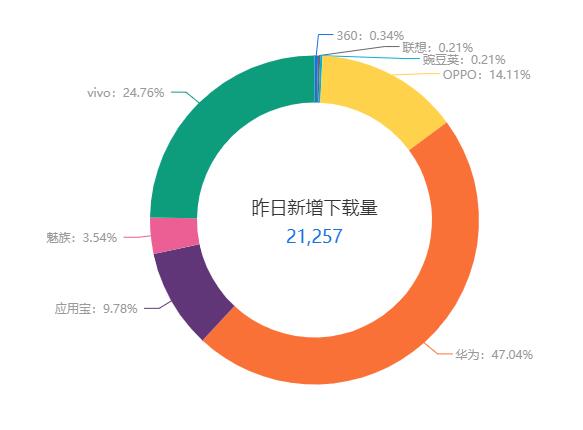 360：0.34%
联想：0.21%
豌豆荚：0.21%
OPPO：14.11%
vivo：24.76%
昨日新增下载量
21,257
魅族：3.54%
应用宝：9.78%
华为：47.04%